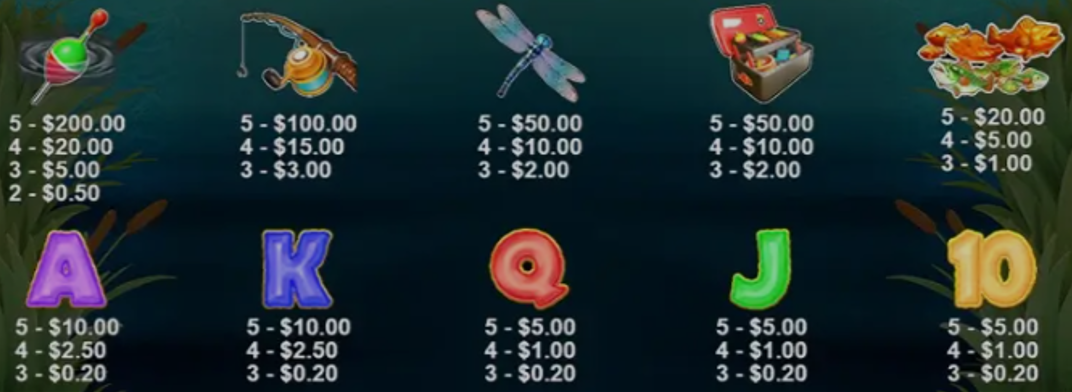 5 - $200.00
4 - $20.00
3 - $5.00
2 - $0.50
5 - $100.00
4 - $15.00
3 - $3.00
5 - $50.00
4 - $10.00
3 - $2.00
5 - $50.00
4 - $10.00
3 - $2.00
5 - $20.00
4 - $5.00
3 - $1.00
A
5 - $10.00
4 - $2.50
3 - $0.20
K
5 - $10.00
4 - $2.50
3 - $0.20
Q
5 - $5.00
4 - $1.00
3 - $0.20
J
5 - $5.00
4 - $1.00
3 - $0.20
10
5 - $5.00
4 - $1.00
3 - $0.20